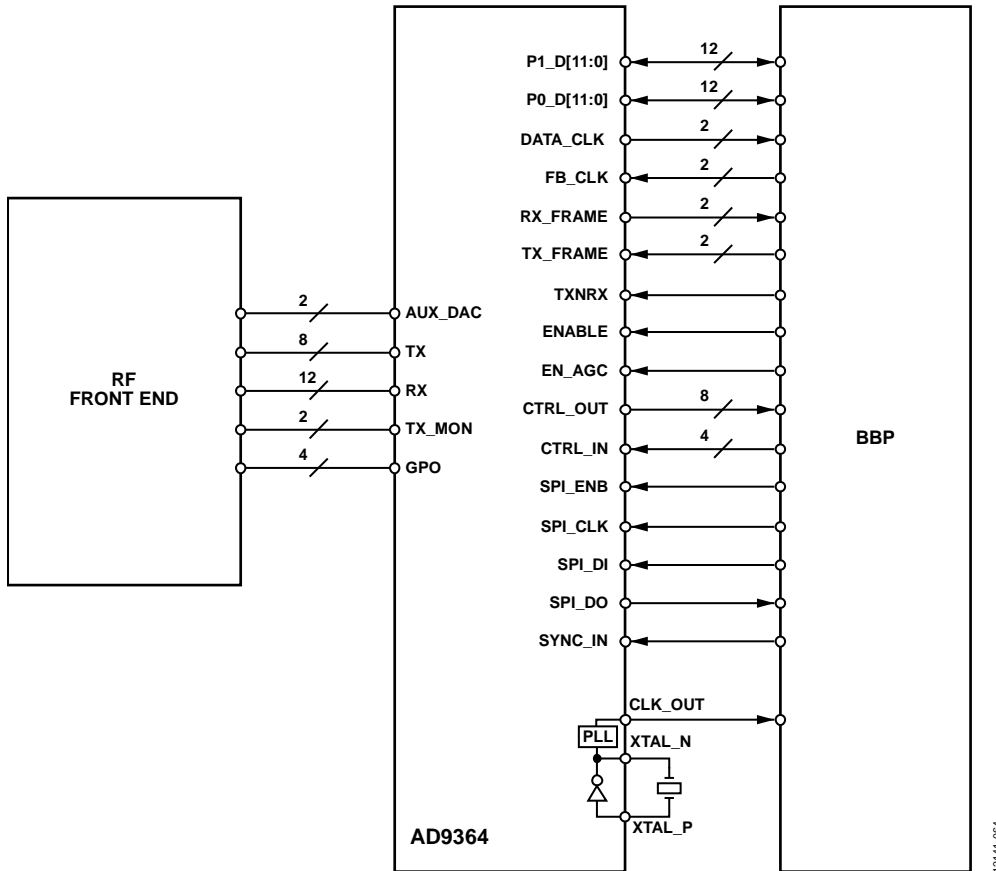 RF
FRONT END
2
8
12
2
4
AUX_DAC
TX
RX
TX_MON
GPO
P1_D[11:0]
P0_D[11:0]
DATA_CLK
FB_CLK
RX_FRAME
TX_FRAME
TXNRX
ENABLE
EN_AGC
CTRL_OUT
CTRL_IN
SPI_ENB
SPI_CLK
SPI_DI
SPI_DO
SYNC_IN
CLK_OUT
PLL
XTAL_N
XTAL_P
AD9364
12
12
2
2
2
2
8
4
BBP